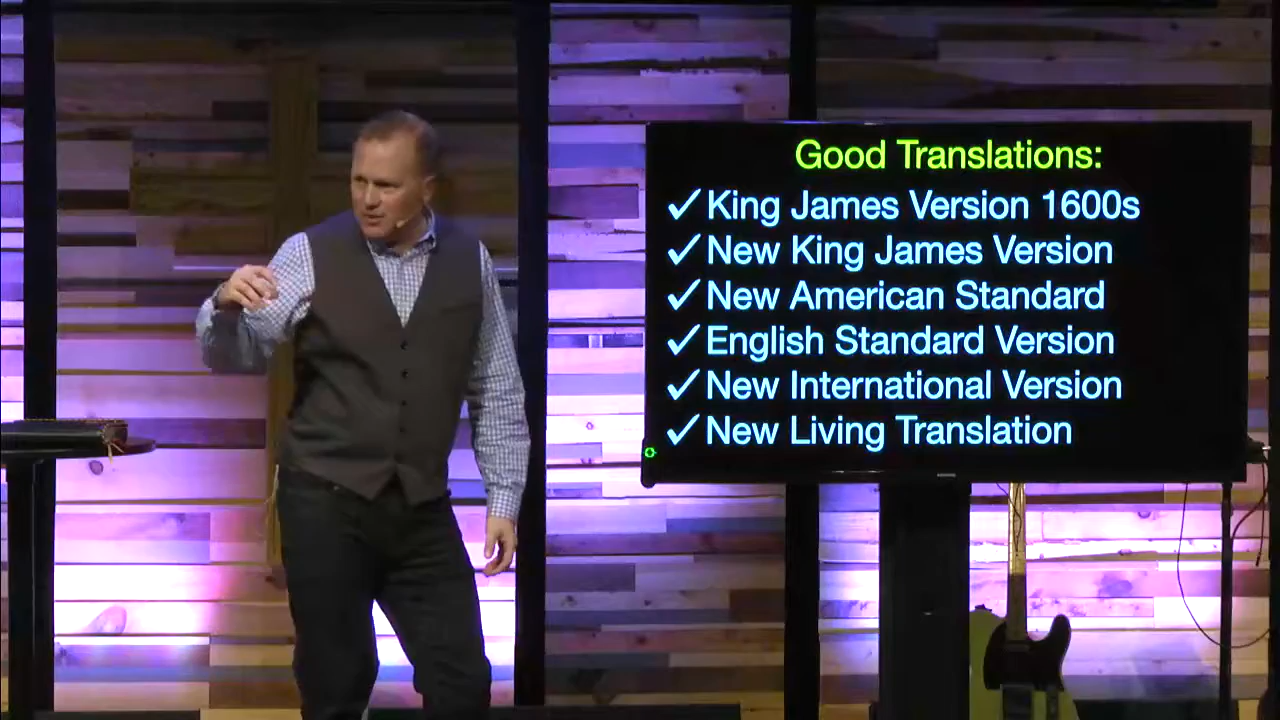 Good Translations:
✓ King James Version 1600s
✓ New King James Version
✓ New American Standard
✓ English Standard Version
✓ New International Version
✓ New Living Translation